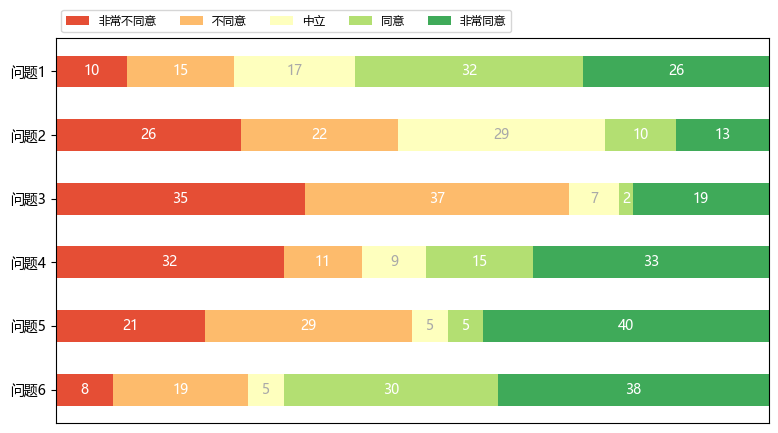 非常不同意 不同意 中立 同意 非常同意
问题1 10 15 17 32 26
问题2 26 22 29 10 13
问题3 35 37 7 2 19
问题4 32 11 9 15 33
问题5 21 29 5 5 40
问题6 8 19 5 30 38